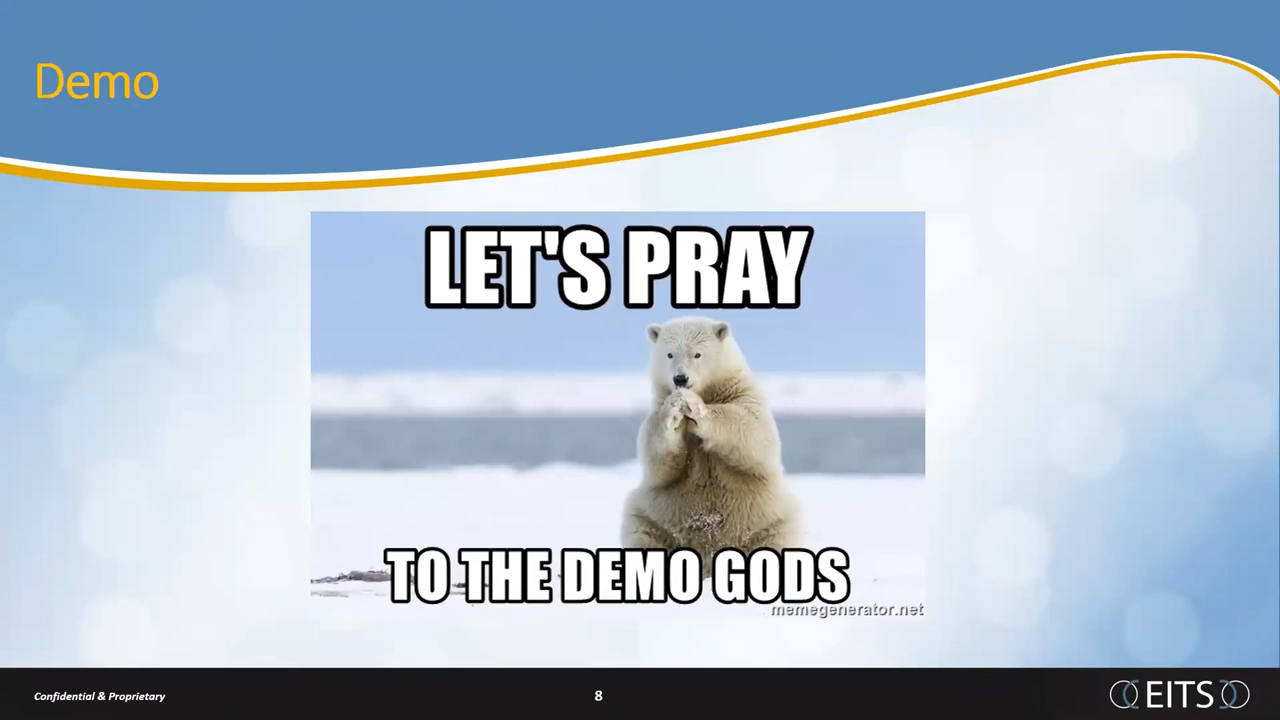 Demo
LET'S PRAY
TO THE DEMO GODS
memegenerator.net
Confidential & Proprietary
8
EITS